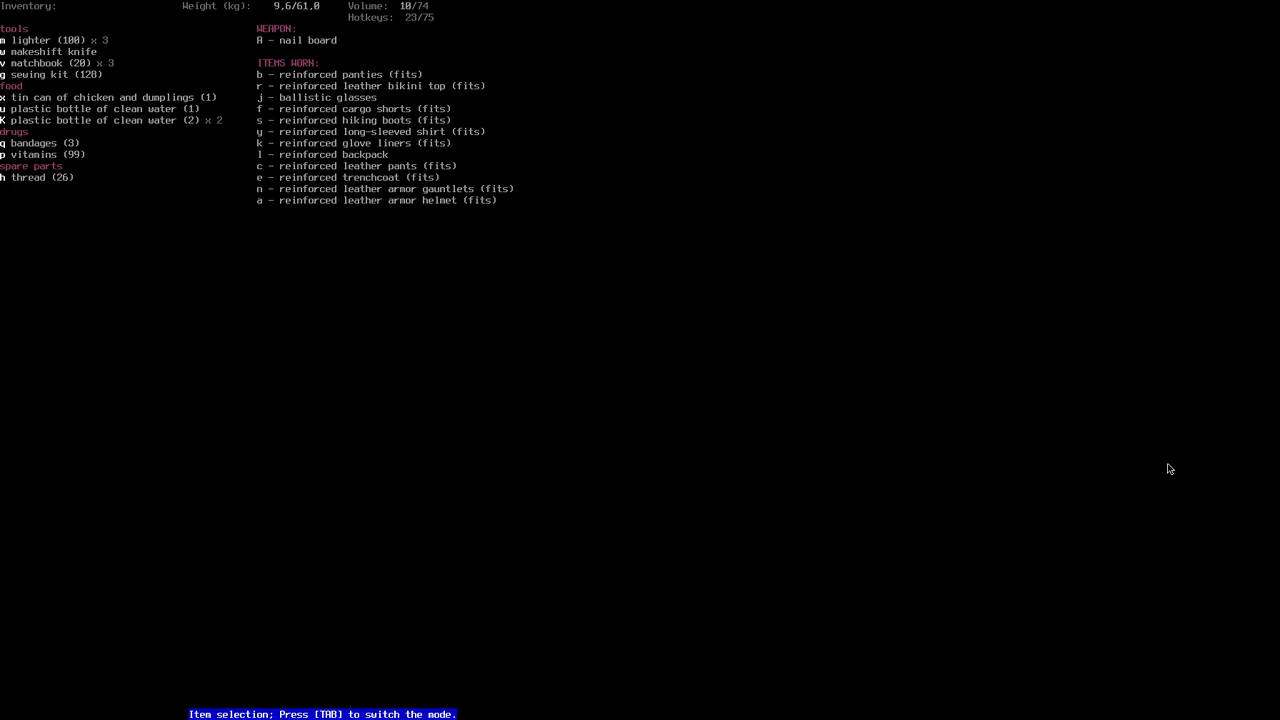 Inventory: Weight (kg): 9,6/61,0 Volume: 10/74
Hotkeys: 23/75
tools
m lighter (100) x 3
w makeshift knife
v matchbook (20) x 3
g sewing kit (128)
food
x tin can of chicken and dumplings (1)
u plastic bottle of clean water (1)
K plastic bottle of clean water (2) x 2
drugs
q bandages (3)
p vitamins (99)
spare parts
h thread (26)
WEAPON:
A - nail board
ITEMS WORN:
b - reinforced panties (fits)
r - reinforced leather bikini top (fits)
j - ballistic glasses
f - reinforced cargo shorts (fits)
s - reinforced hiking boots (fits)
y - reinforced long-sleeved shirt (fits)
k - reinforced glove liners (fits)
l - reinforced backpack
c - reinforced leather pants (fits)
e - reinforced trenchcoat (fits)
n - reinforced leather armor gauntlets (fits)
a - reinforced leather armor helmet (fits)
Item selection; Press [TAB] to switch the mode.